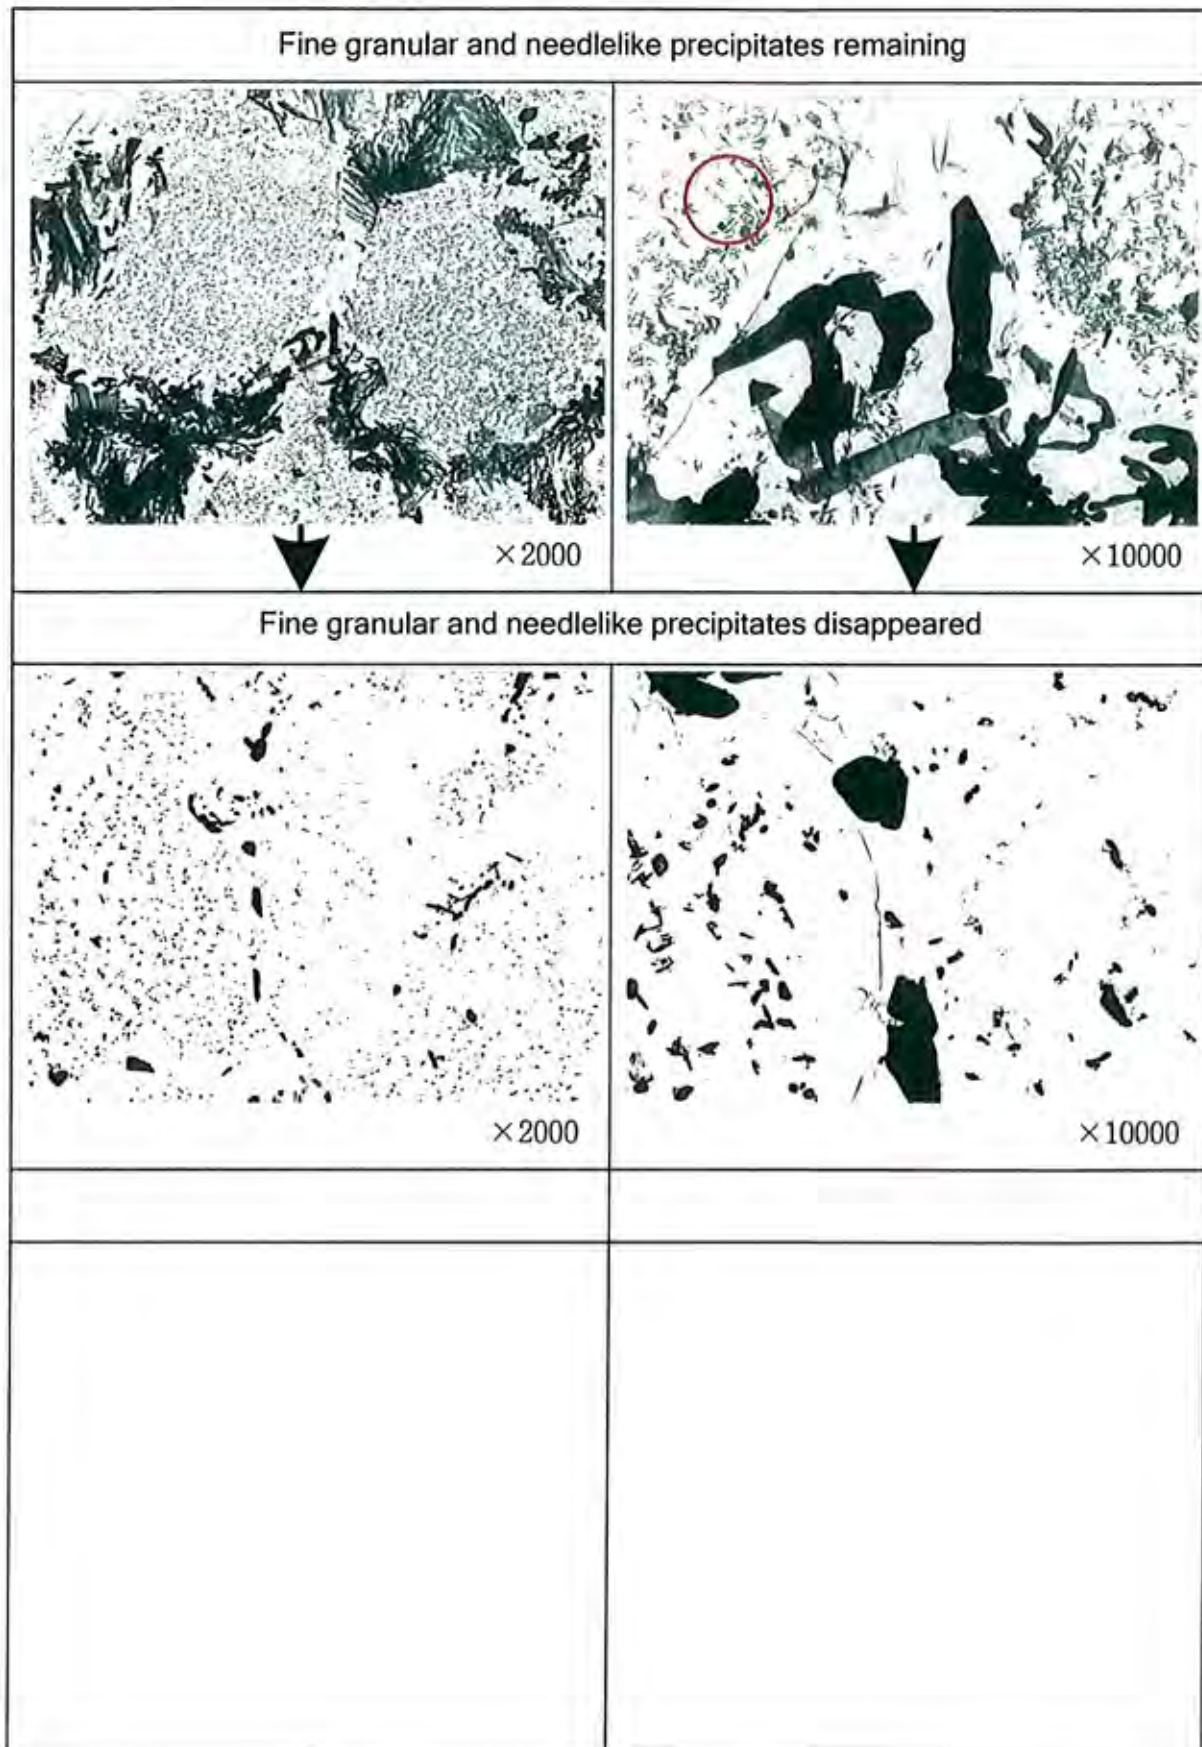 Fine granular and needlelike precipitates remaining
×2000
×10000
Fine granular and needlelike precipitates disappeared
×2000
×10000